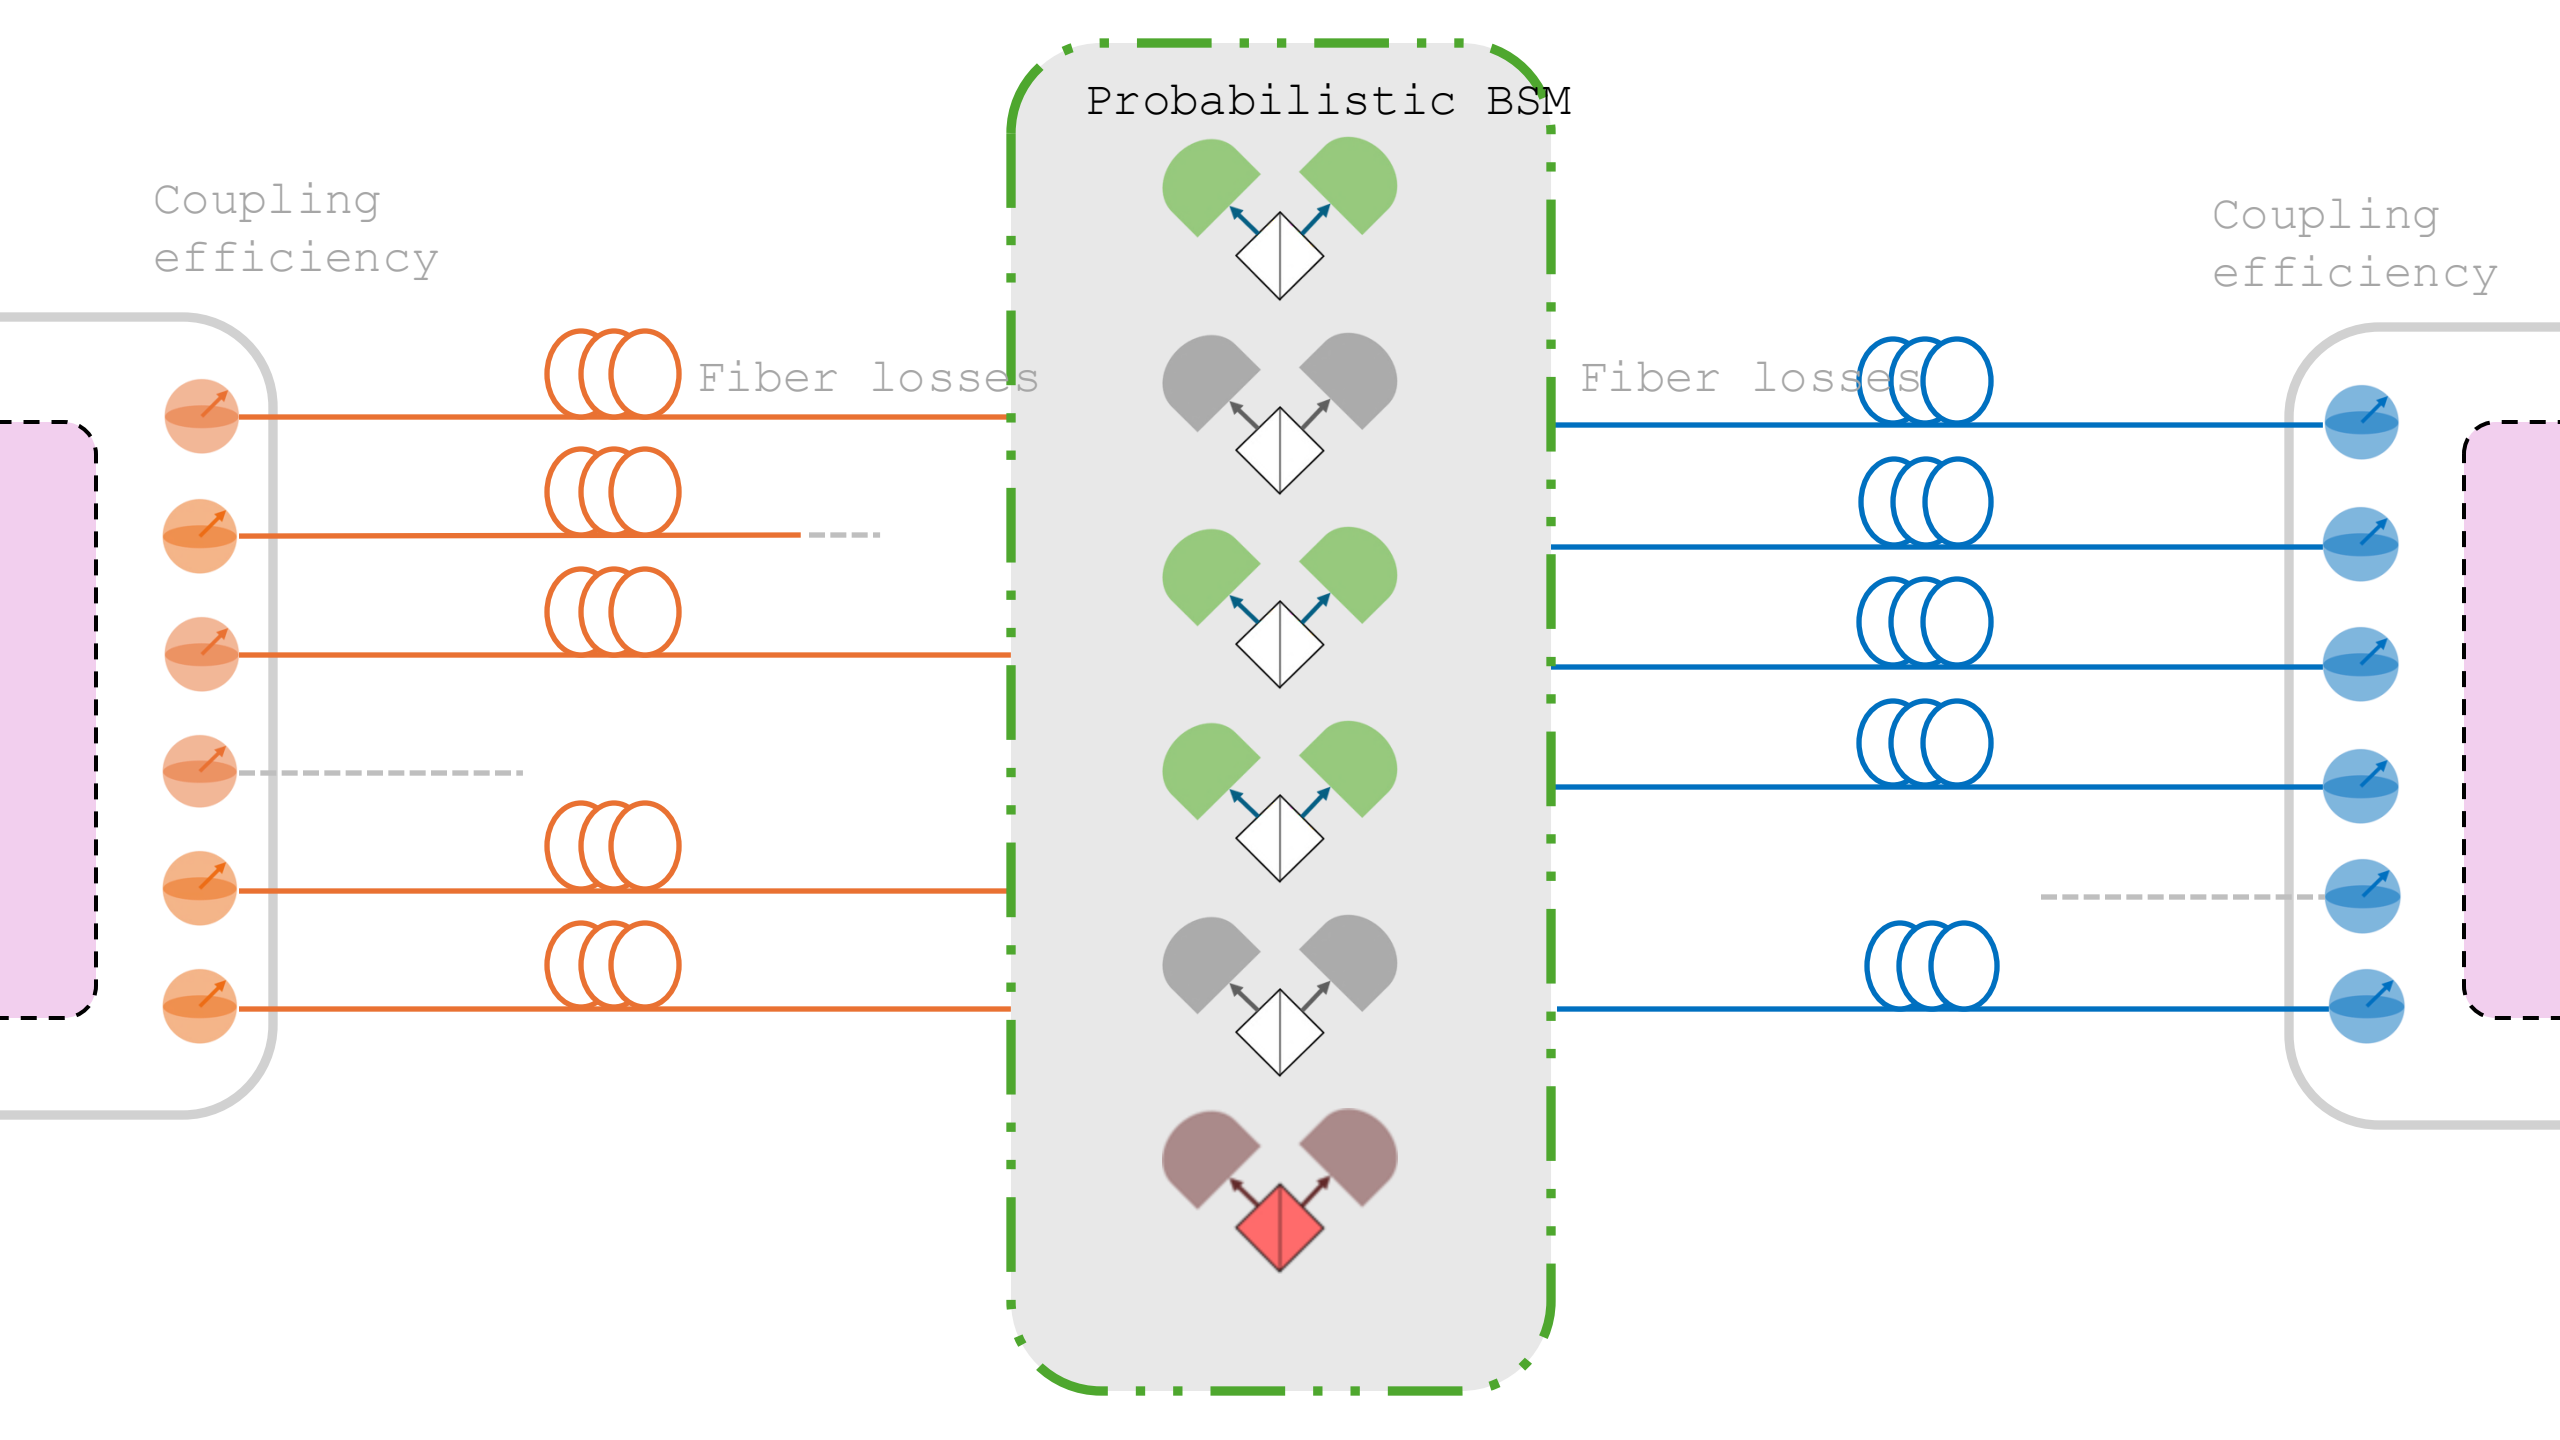 Probabilistic BSM
Coupling
efficiency
Coupling
efficiency
Fiber losses
Fiber losses